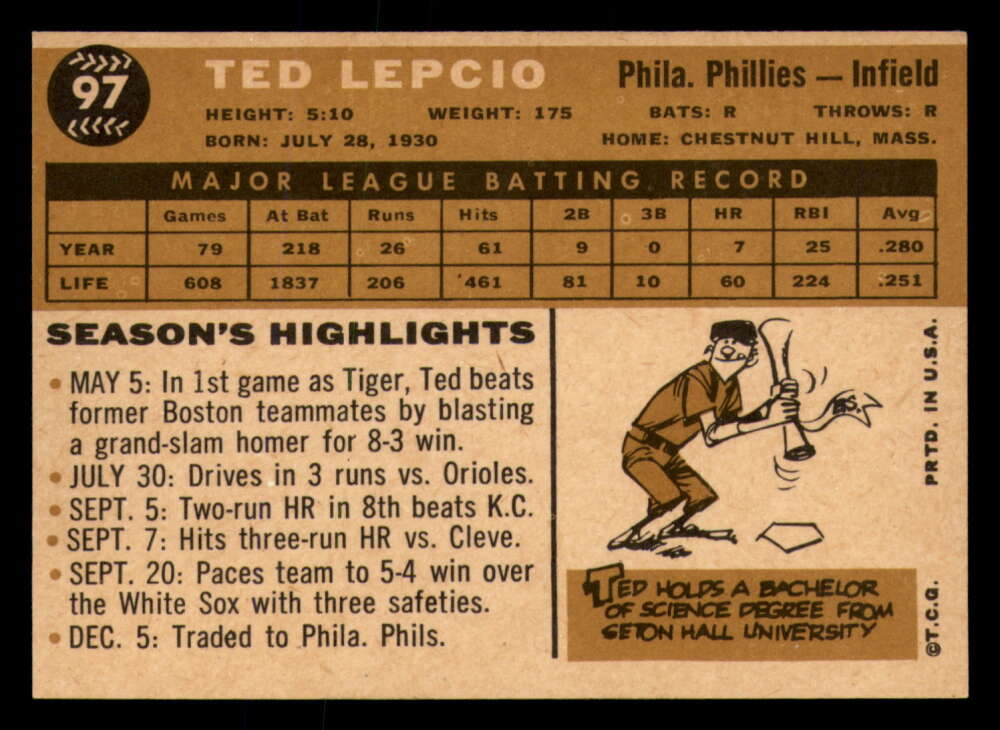 97
TED LEPCIO
Phila. Phillies — Infield
HEIGHT: 5:10 WEIGHT: 175 BATS: R THROWS: R
BORN: JULY 28, 1930 HOME: CHESTNUT HILL, MASS.
MAJOR LEAGUE BATTING RECORD
Games At Bat Runs Hits 2B 3B HR RBI Avg.
YEAR 79 218 26 61 9 0 7 25 .280
LIFE 608 1837 206 461 81 10 60 224 .251
SEASON'S HIGHLIGHTS
• MAY 5: In 1st game as Tiger, Ted beats
former Boston teammates by blasting
a grand-slam homer for 8-3 win.
• JULY 30: Drives in 3 runs vs. Orioles.
• SEPT. 5: Two-run HR in 8th beats K.C.
• SEPT. 7: Hits three-run HR vs. Cleve.
• SEPT. 20: Paces team to 5-4 win over
the White Sox with three safeties.
• DEC. 5: Traded to Phila. Phils.
B.S.
TED HOLDS A BACHELOR
OF SCIENCE DEGREE FROM
SETON HALL UNIVERSITY
©T.C.G. PRTD. IN U.S.A.